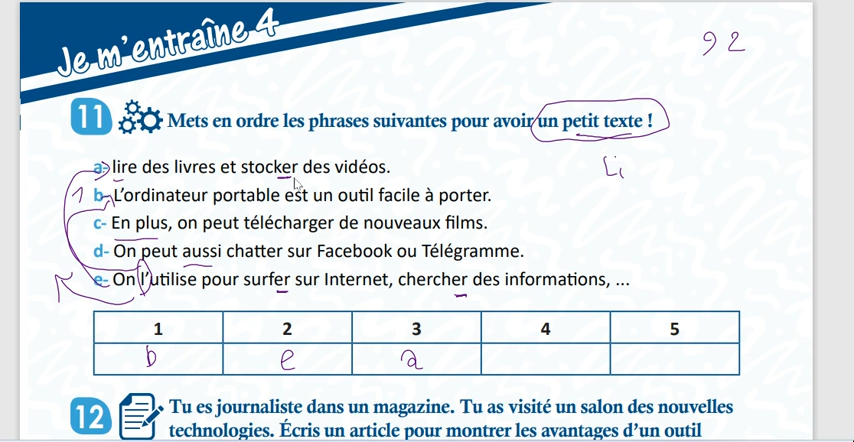 Je m'entraîne 4
92
11 Mets en ordre les phrases suivantes pour avoir un petit texte !
Li
a- lire des livres et stocker des vidéos.
1 b- L'ordinateur portable est un outil facile à porter.
c- En plus, on peut télécharger de nouveaux films.
d- On peut aussi chatter sur Facebook ou Télégramme.
e- On l'utilise pour surfer sur Internet, chercher des informations, ...
1 2 3 4 5
b e a
12 Tu es journaliste dans un magazine. Tu as visité un salon des nouvelles
technologies. Écris un article pour montrer les avantages d'un outil